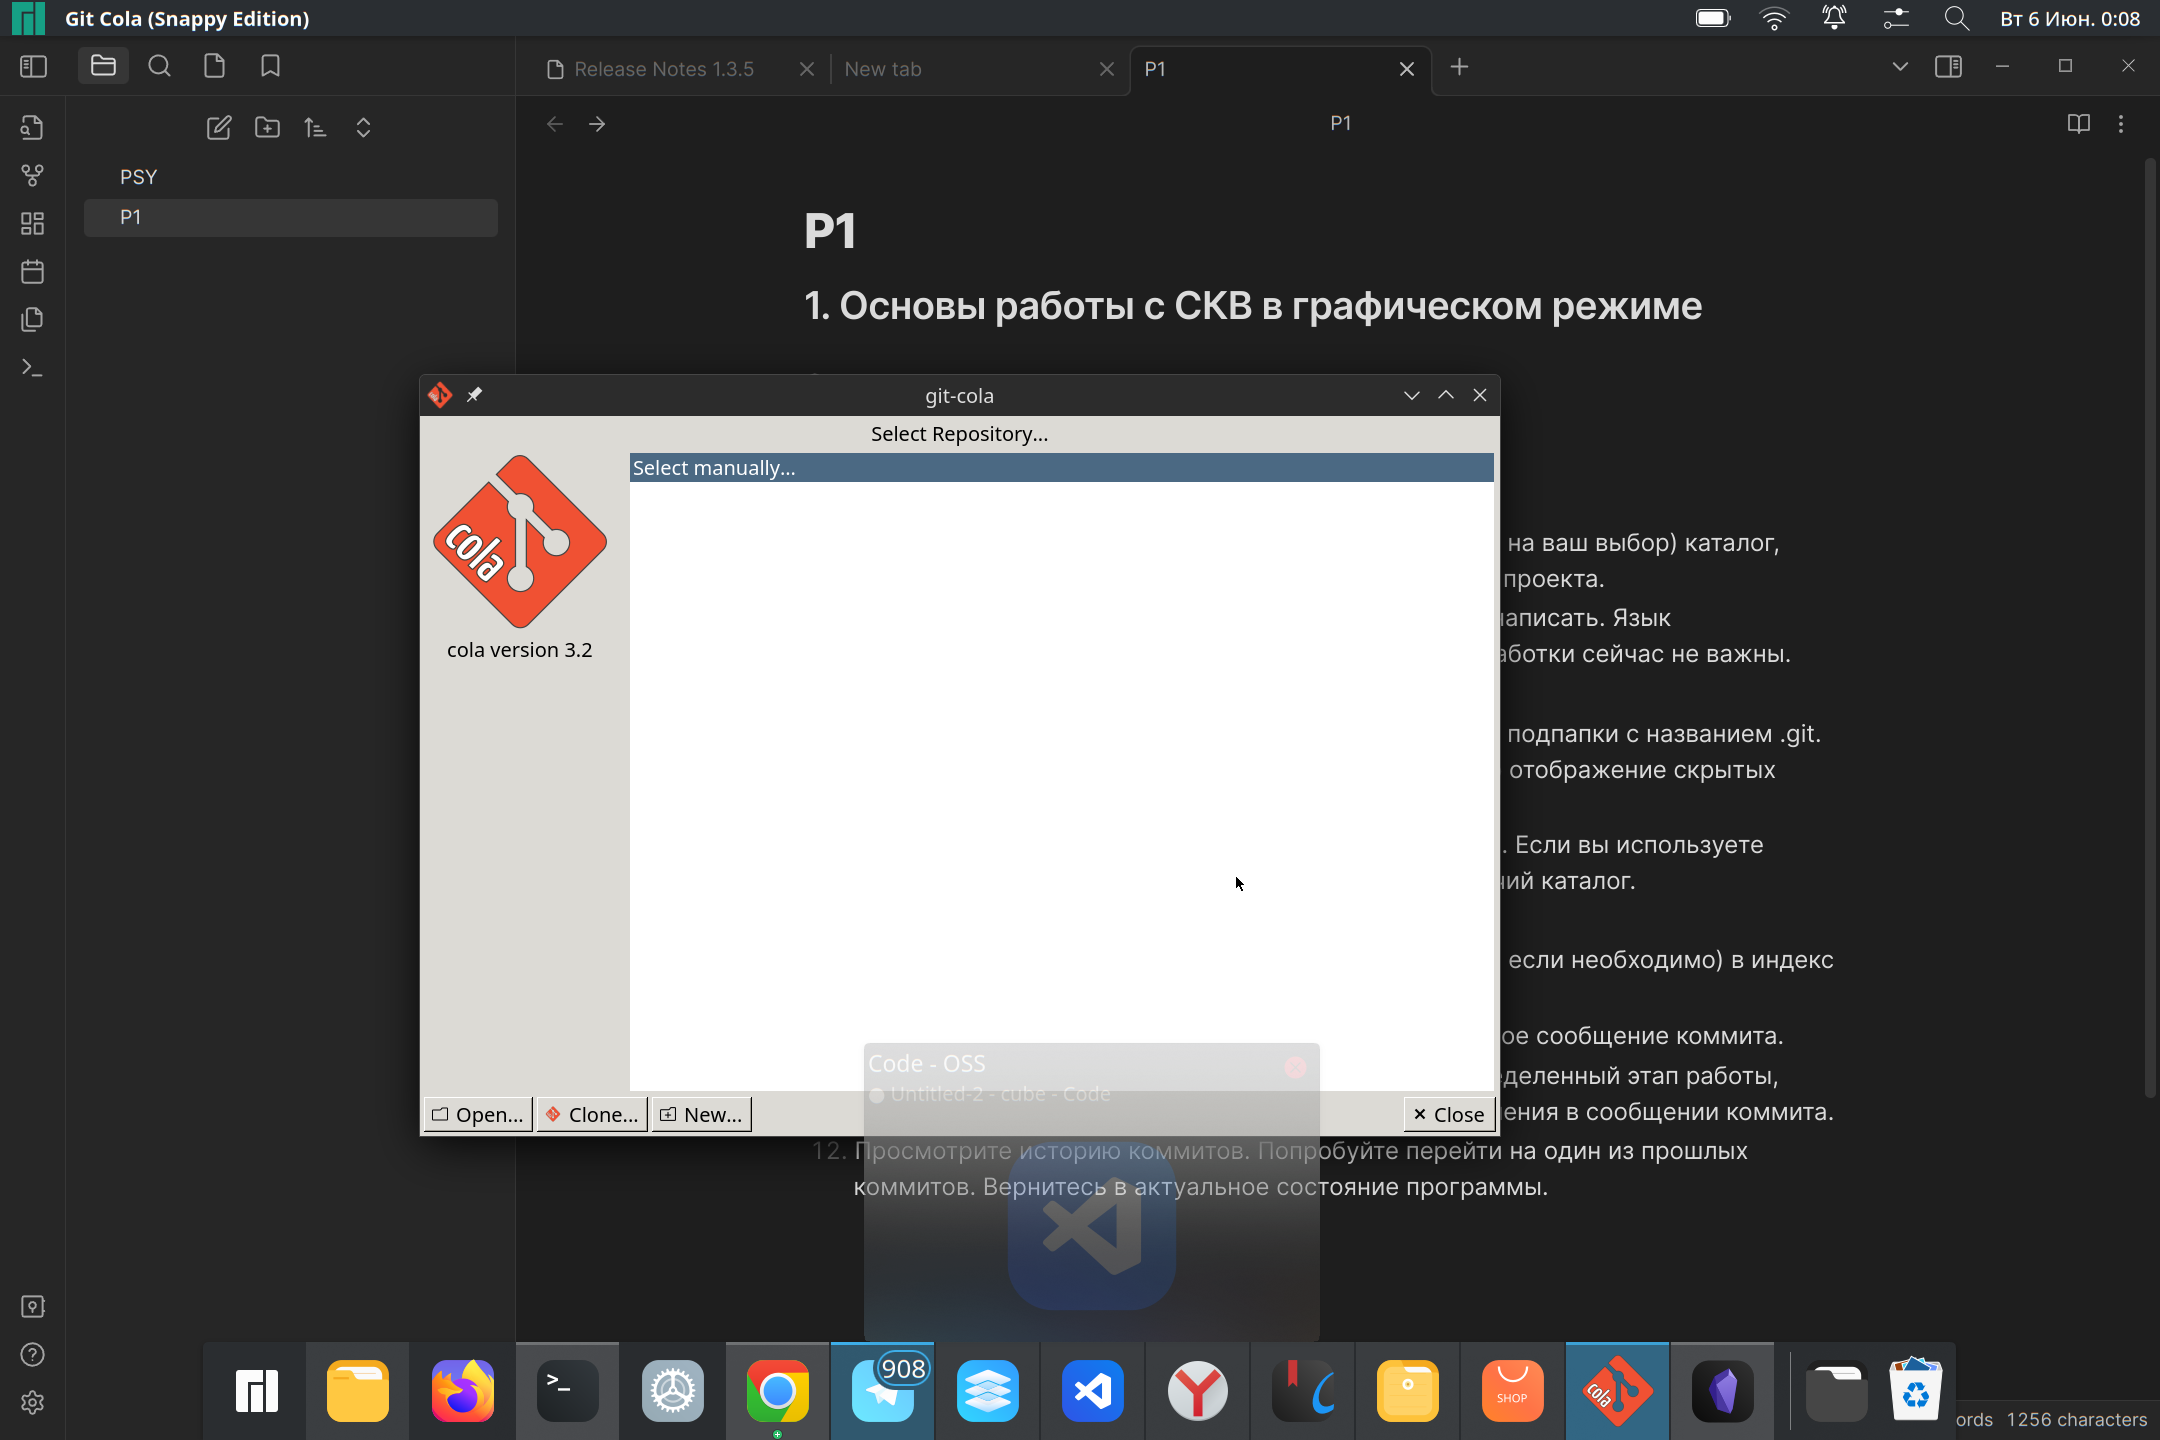 Git Cola (Snappy Edition)
Вт 6 Июн. 0:08
Release Notes 1.3.5
New tab
P1
P1
PSY
P1
P1
1. Основы работы с СКВ в графическом режиме
git-cola
Select Repository...
Select manually...
cola
cola version 3.2
на ваш выбор) каталог,
проекта.
аписать. Язык
аботки сейчас не важны.
подпапки с названием .git.
отображение скрытых
. Если вы используете
ий каталог.
если необходимо) в индекс
ое сообщение коммита.
деленный этап работы,
ения в сообщении коммита.
Code - OSS
Untitled-2 - cube - Code
Open...
Clone...
New...
Close
12. Просмотрите историю коммитов. Попробуйте перейти на один из прошлых
коммитов. Вернитесь в актуальное состояние программы.
908
SHOP
cola
ords
1256 characters